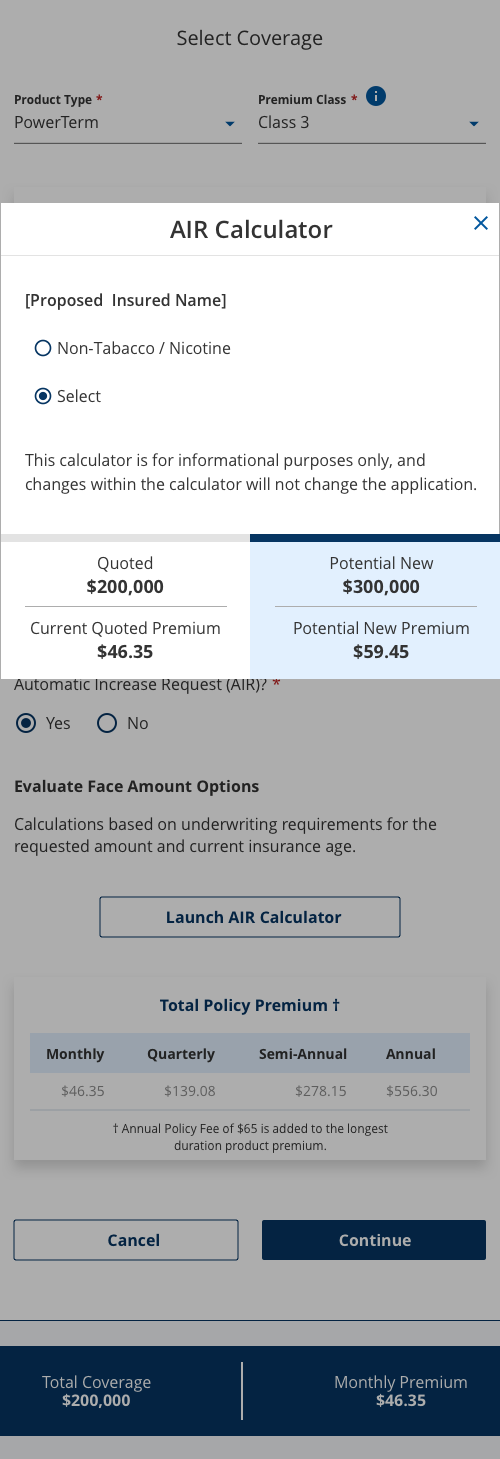 Select Coverage
Product Type * Premium Class * i
PowerTerm Class 3
AIR Calculator
[Proposed  Insured Name]
Non-Tabacco / Nicotine
Select
This calculator is for informational purposes only, and
changes within the calculator will not change the application.
Quoted
$200,000
Current Quoted Premium
$46.35
Potential New
$300,000
Potential New Premium
$59.45
Automatic Increase Request (AIR)? *
Yes No
Evaluate Face Amount Options
Calculations based on underwriting requirements for the
requested amount and current insurance age.
Launch AIR Calculator
Total Policy Premium †
Monthly Quarterly Semi-Annual Annual
$46.35 $139.08 $278.15 $556.30
† Annual Policy Fee of $65 is added to the longest
duration product premium.
Cancel Continue
Total Coverage
$200,000
Monthly Premium
$46.35